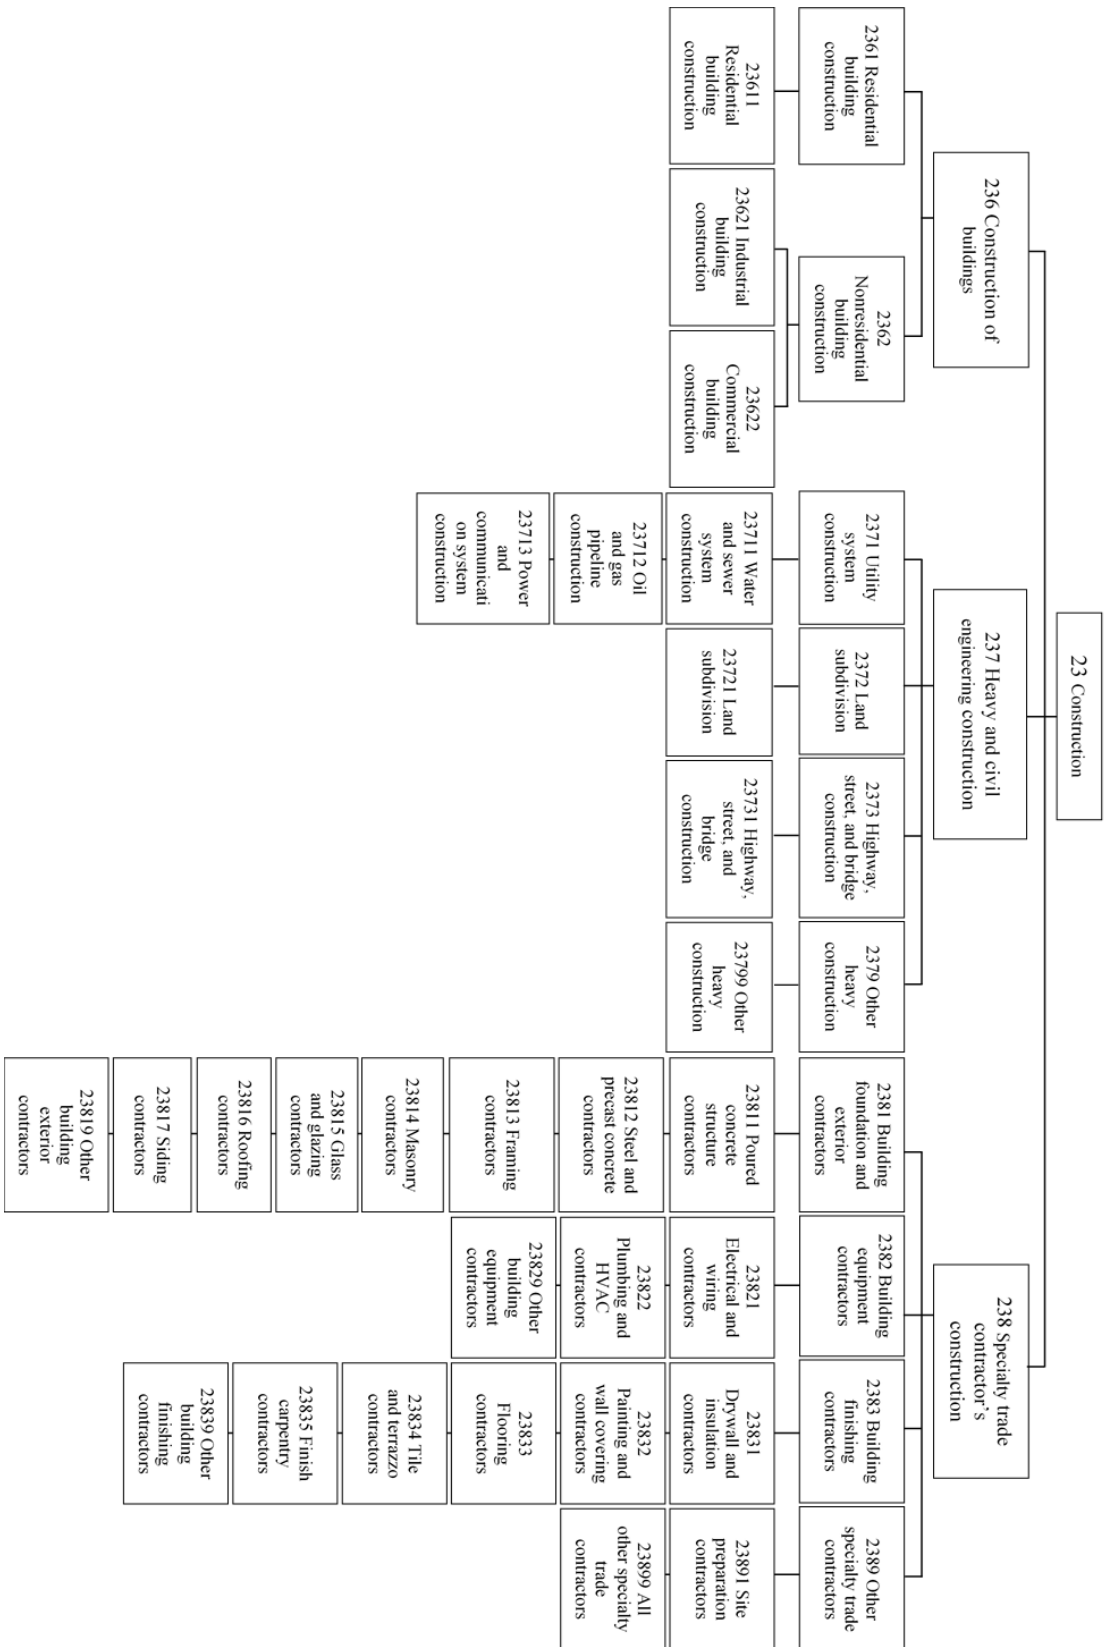 23 Construction
236 Construction of
buildings
237 Heavy and civil
engineering construction
238 Specialty trade
contractor's
construction
2361 Residential
building
construction
2362
Nonresidential
building
construction
2371 Utility
system
construction
2372 Land
subdivision
2373 Highway,
street, and bridge
construction
2379 Other
heavy
construction
2381 Building
foundation and
exterior
contractors
2382 Building
equipment
contractors
2383 Building
finishing
contractors
2389 Other
specialty trade
contractors
23611
Residential
building
construction
23621 Industrial
building
construction
23622
Commercial
building
construction
23711 Water
and sewer
system
construction
23721 Land
subdivision
23731 Highway,
street, and
bridge
construction
23799 Other
heavy
construction
23811 Poured
concrete
structure
contractors
23821
Electrical and
wiring
contractors
23831
Drywall and
insulation
contractors
23891 Site
preparation
contractors
23712 Oil
and gas
pipeline
construction
23812 Steel and
precast concrete
contractors
23822
Plumbing and
HVAC
contractors
23832
Painting and
wall covering
contractors
23899 All
other specialty
trade
contractors
23713 Power
and
communicati
on system
construction
23813 Framing
contractors
23829 Other
building
equipment
contractors
23833
Flooring
contractors
23814 Masonry
contractors
23834 Tile
and terrazzo
contractors
23815 Glass
and glazing
contractors
23835 Finish
carpentry
contractors
23816 Roofing
contractors
23839 Other
building
finishing
contractors
23817 Siding
contractors
23819 Other
building
exterior
contractors